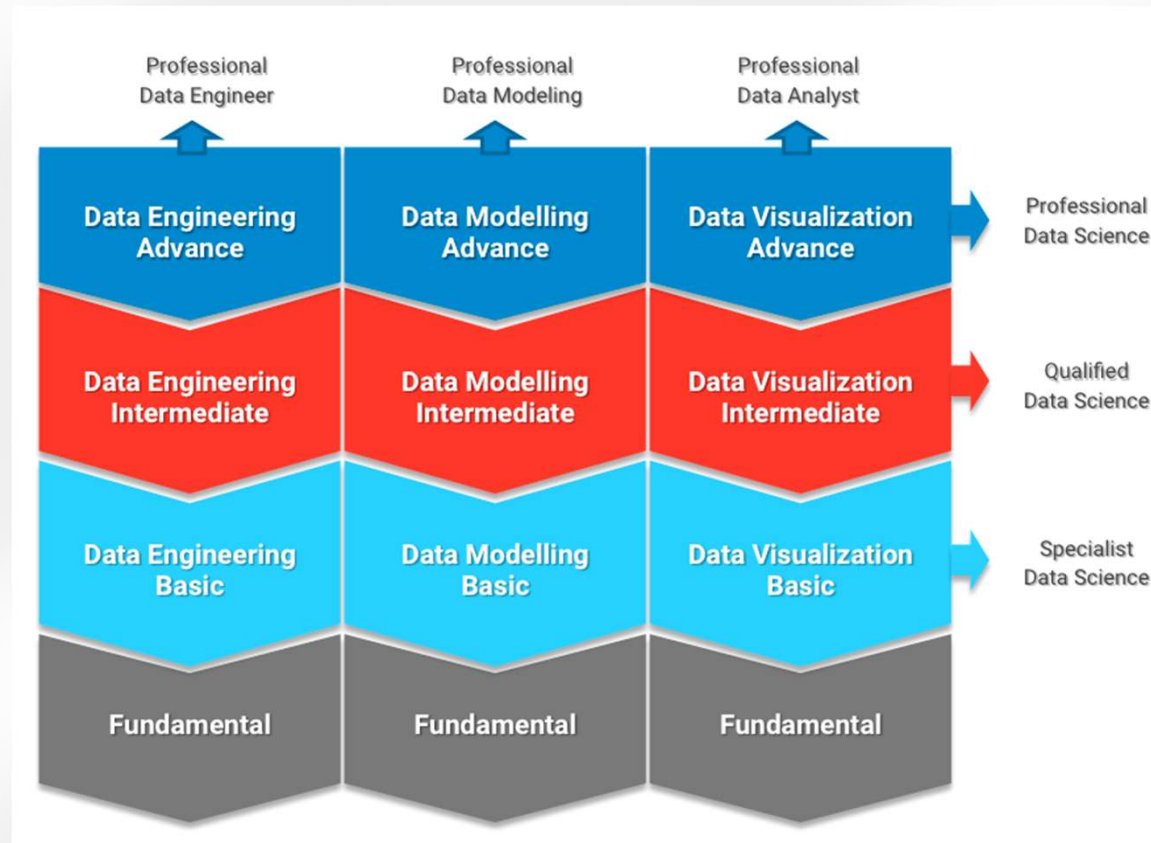 Professional
Data Engineer
Professional
Data Modeling
Professional
Data Analyst
Data Engineering
Advance
Data Modelling
Advance
Data Visualization
Advance
Professional
Data Science
Data Engineering
Intermediate
Data Modelling
Intermediate
Data Visualization
Intermediate
Qualified
Data Science
Data Engineering
Basic
Data Modelling
Basic
Data Visualization
Basic
Specialist
Data Science
Fundamental
Fundamental
Fundamental